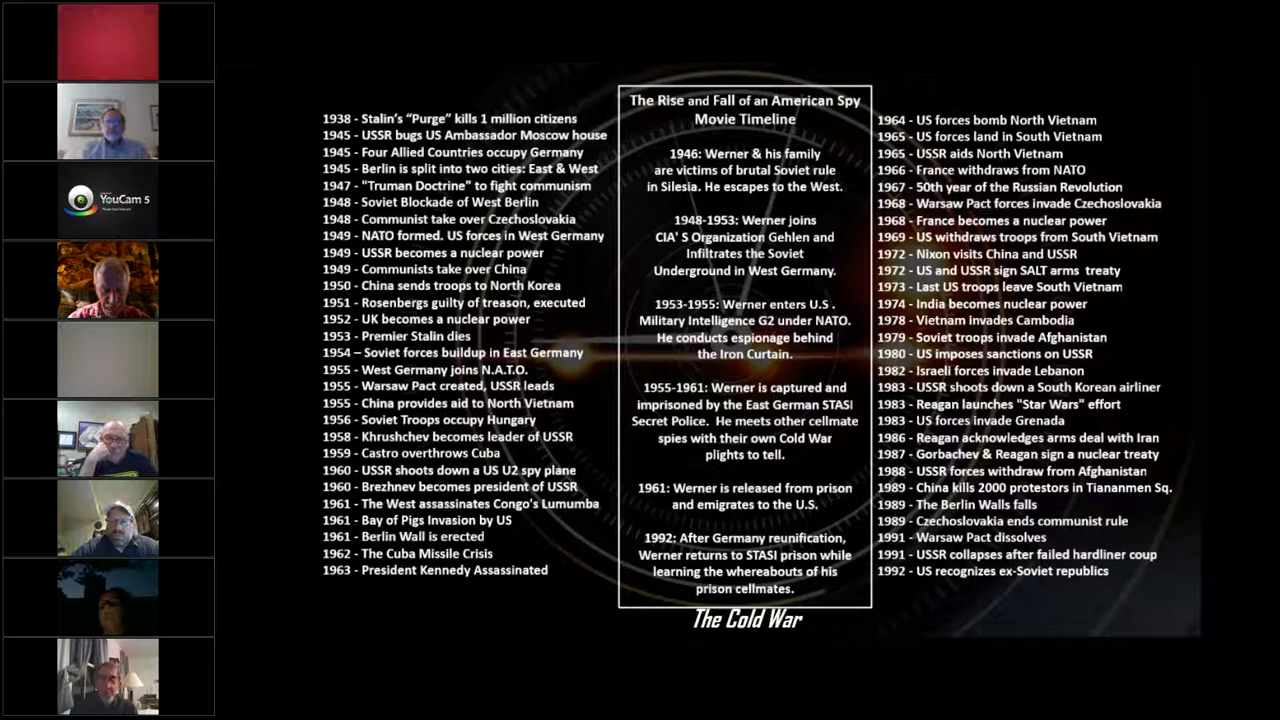 YouCam 5
1938 - Stalin's “Purge” kills 1 million citizens
1945 - USSR bugs US Ambassador Moscow house
1945 - Four Allied Countries occupy Germany
1945 - Berlin is split into two cities: East & West
1947 - "Truman Doctrine" to fight communism
1948 - Soviet Blockade of West Berlin
1948 - Communist take over Czechoslovakia
1949 - NATO formed. US forces in West Germany
1949 - USSR becomes a nuclear power
1949 - Communists take over China
1950 - China sends troops to North Korea
1951 - Rosenbergs guilty of treason, executed
1952 - UK becomes a nuclear power
1953 - Premier Stalin dies
1954 – Soviet forces buildup in East Germany
1955 - West Germany joins N.A.T.O.
1955 - Warsaw Pact created, USSR leads
1955 - China provides aid to North Vietnam
1956 - Soviet Troops occupy Hungary
1958 - Khrushchev becomes leader of USSR
1959 - Castro overthrows Cuba
1960 - USSR shoots down a US U2 spy plane
1960 - Brezhnev becomes president of USSR
1961 - The West assassinates Congo's Lumumba
1961 - Bay of Pigs Invasion by US
1961 - Berlin Wall is erected
1962 - The Cuba Missile Crisis
1963 - President Kennedy Assassinated
The Rise and Fall of an American Spy
Movie Timeline
1946: Werner & his family
are victims of brutal Soviet rule
in Silesia. He escapes to the West.
1948-1953: Werner joins
CIA' S Organization Gehlen and
Infiltrates the Soviet
Underground in West Germany.
1953-1955: Werner enters U.S .
Military Intelligence G2 under NATO.
He conducts espionage behind
the Iron Curtain.
1955-1961: Werner is captured and
imprisoned by the East German STASI
Secret Police. He meets other cellmate
spies with their own Cold War
plights to tell.
1961: Werner is released from prison
and emigrates to the U.S.
1992: After Germany reunification,
Werner returns to STASI prison while
learning the whereabouts of his
prison cellmates.
The Cold War
1964 - US forces bomb North Vietnam
1965 - US forces land in South Vietnam
1965 - USSR aids North Vietnam
1966 - France withdraws from NATO
1967 - 50th year of the Russian Revolution
1968 - Warsaw Pact forces invade Czechoslovakia
1968 - France becomes a nuclear power
1969 - US withdraws troops from South Vietnam
1972 - Nixon visits China and USSR
1972 - US and USSR sign SALT arms treaty
1973 - Last US troops leave South Vietnam
1974 - India becomes nuclear power
1978 - Vietnam invades Cambodia
1979 - Soviet troops invade Afghanistan
1980 - US imposes sanctions on USSR
1982 - Israeli forces invade Lebanon
1983 - USSR shoots down a South Korean airliner
1983 - Reagan launches "Star Wars" effort
1983 - US forces invade Grenada
1986 - Reagan acknowledges arms deal with Iran
1987 - Gorbachev & Reagan sign a nuclear treaty
1988 - USSR forces withdraw from Afghanistan
1989 - China kills 2000 protestors in Tiananmen Sq.
1989 - The Berlin Walls falls
1989 - Czechoslovakia ends communist rule
1991 - Warsaw Pact dissolves
1991 - USSR collapses after failed hardliner coup
1992 - US recognizes ex-Soviet republics